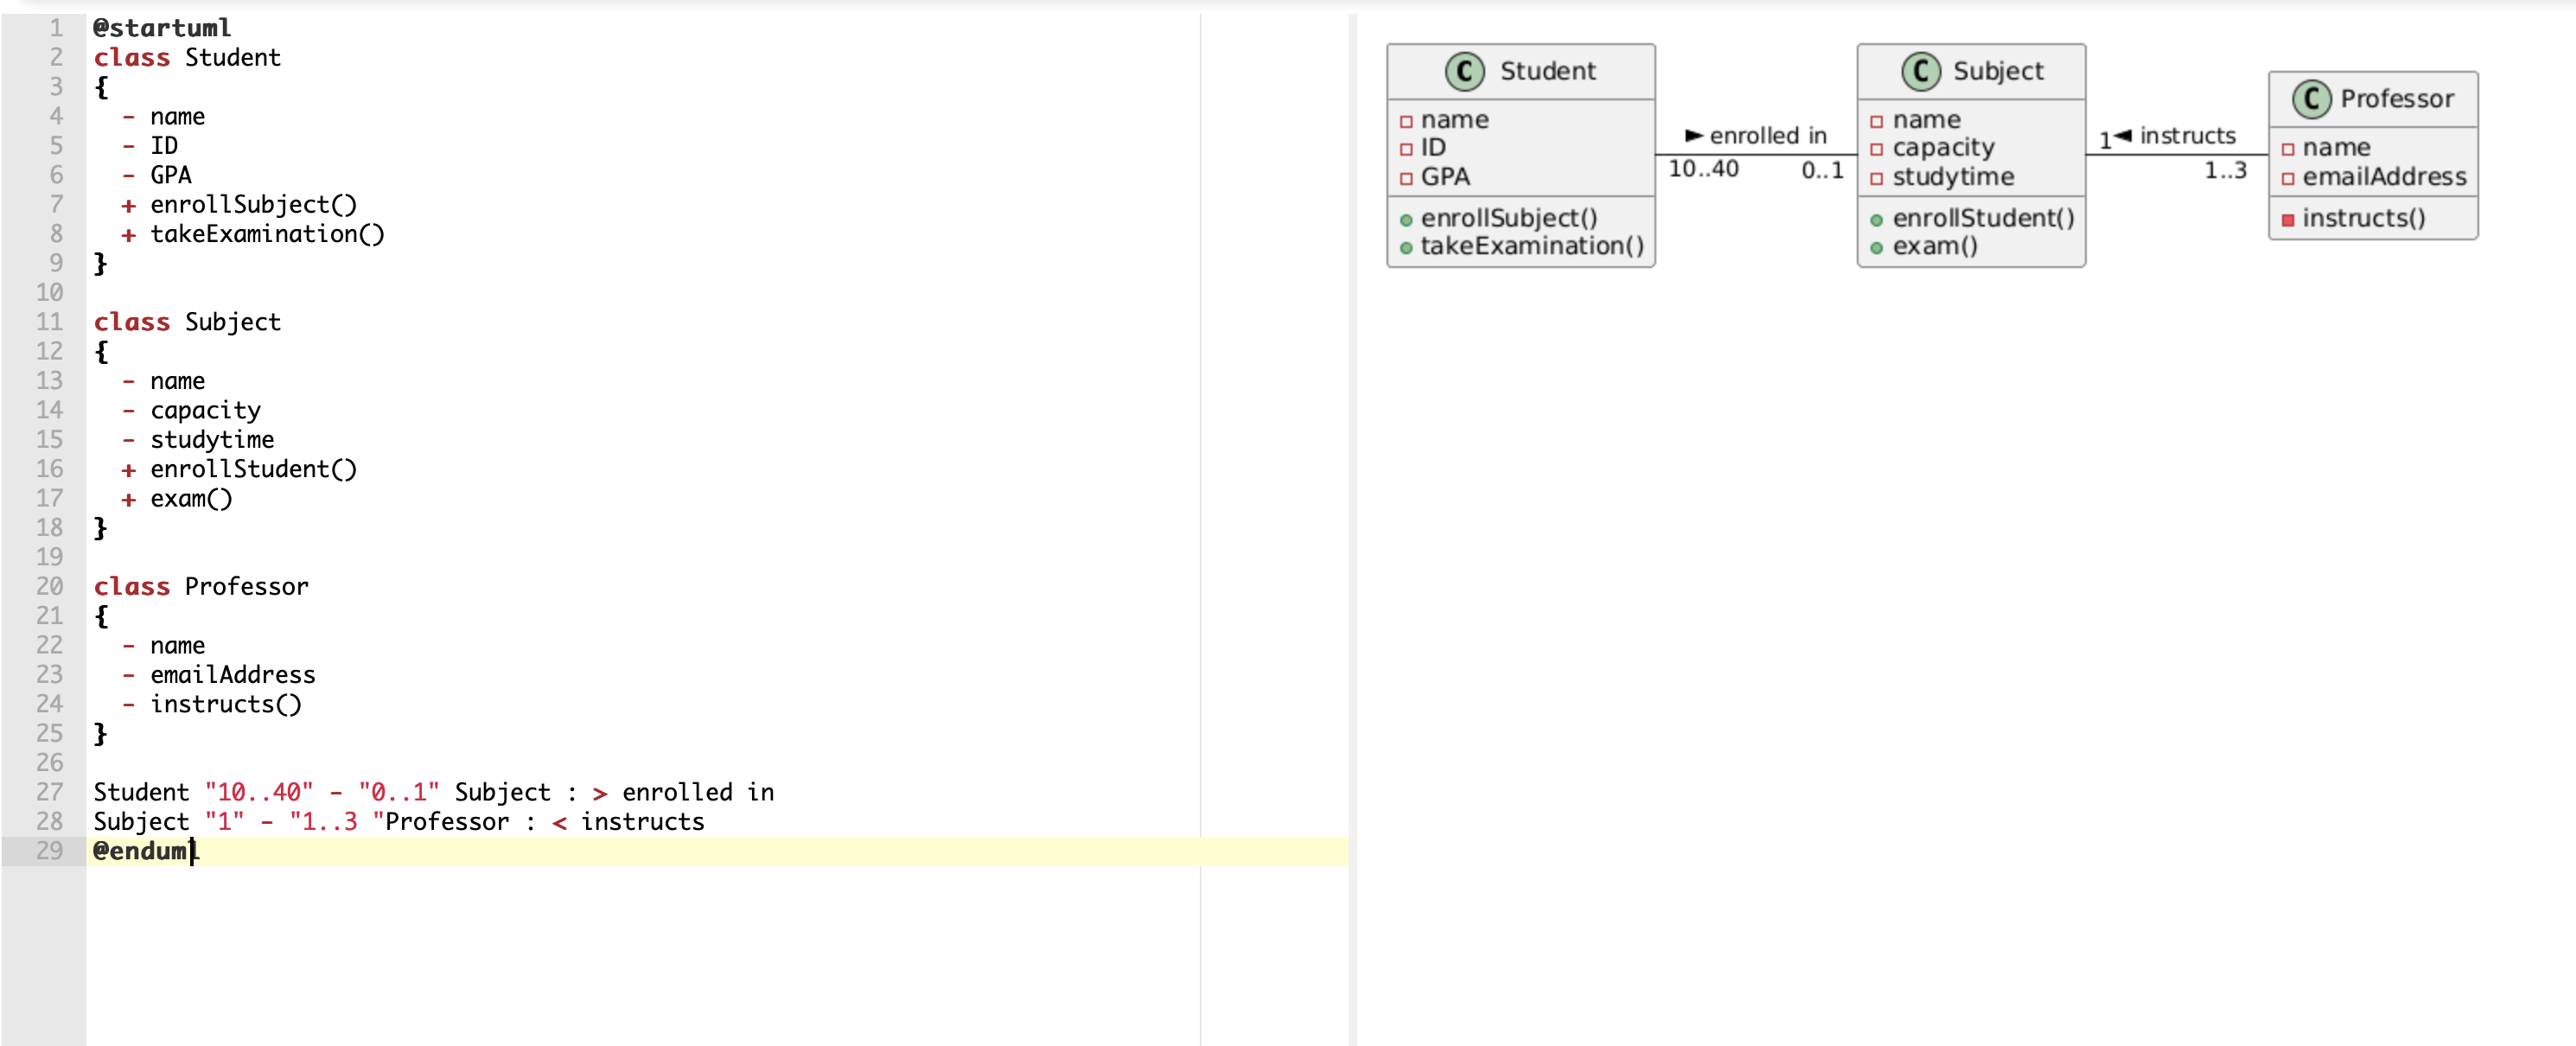 1 @startuml
2 class Student
3 {
4 - name
5 - ID
6 - GPA
7 + enrollSubject()
8 + takeExamination()
9 }
10
11 class Subject
12 {
13 - name
14 - capacity
15 - studytime
16 + enrollStudent()
17 + exam()
18 }
19
20 class Professor
21 {
22 - name
23 - emailAddress
24 - instructs()
25 }
26
27 Student "10..40" - "0..1" Subject : > enrolled in
28 Subject "1" - "1..3 "Professor : < instructs
29 @enduml
C Student
name
ID
GPA
enrollSubject()
takeExamination()
► enrolled in
10..40 0..1
C Subject
name
capacity
studytime
enrollStudent()
exam()
1 ◄ instructs
1..3
C Professor
name
emailAddress
instructs()